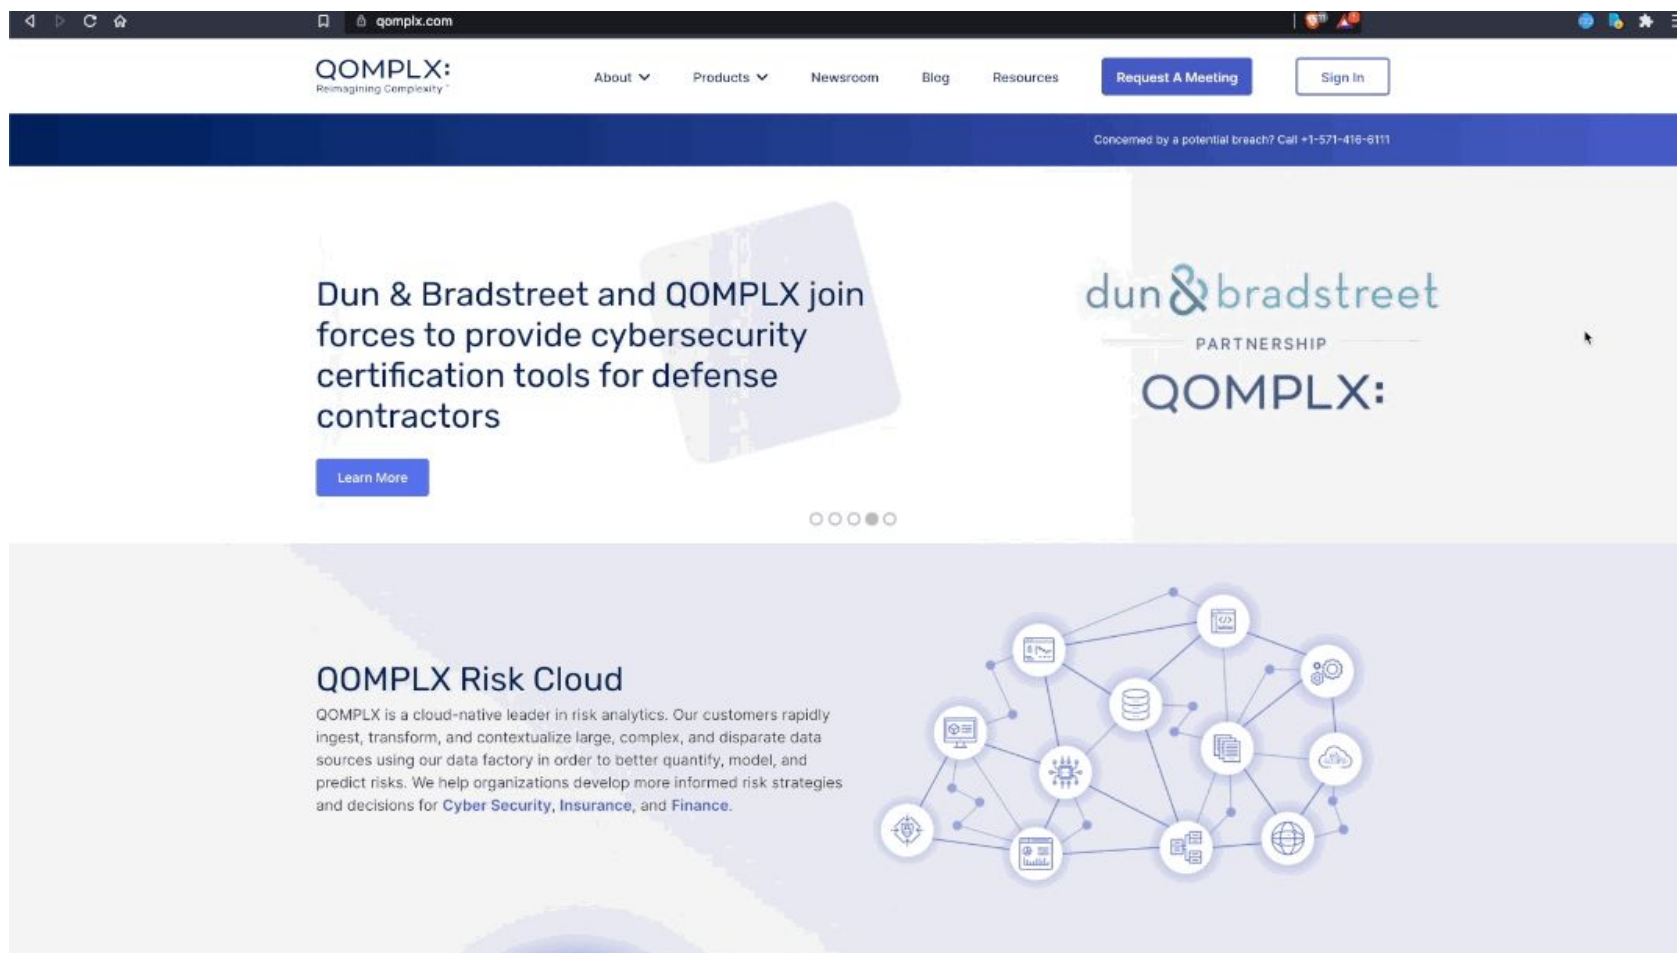 qomplx.com
QOMPLX:
Reimagining Complexity
About
Products
Newsroom
Blog
Resources
Request A Meeting
Sign In
Concerned by a potential breach? Call +1-571-416-6111
Dun & Bradstreet and QOMPLX join
forces to provide cybersecurity
certification tools for defense
contractors
Learn More
dun & bradstreet
PARTNERSHIP
QOMPLX:
QOMPLX Risk Cloud
QOMPLX is a cloud-native leader in risk analytics. Our customers rapidly
ingest, transform, and contextualize large, complex, and disparate data
sources using our data factory in order to better quantify, model, and
predict risks. We help organizations develop more informed risk strategies
and decisions for Cyber Security, Insurance, and Finance.